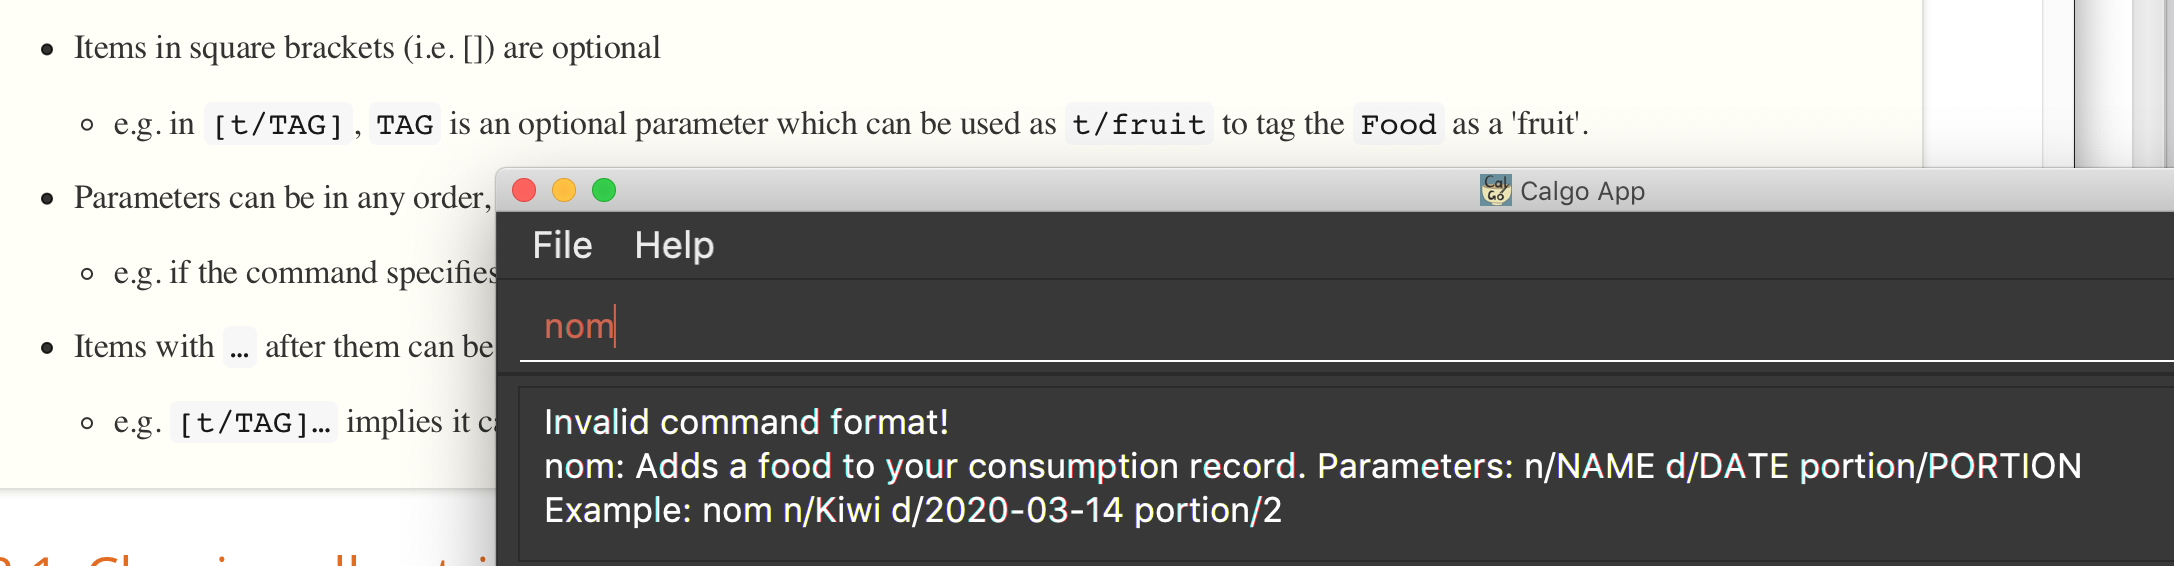 Items in square brackets (i.e. []) are optional
e.g. in [t/TAG], TAG is an optional parameter which can be used as t/fruit to tag the Food as a 'fruit'.
Parameters can be in any order,
e.g. if the command specifies
Items with … after them can be
e.g. [t/TAG]… implies it
Cal Go Calgo App
File Help
nom
Invalid command format!
nom: Adds a food to your consumption record. Parameters: n/NAME d/DATE portion/PORTION
Example: nom n/Kiwi d/2020-03-14 portion/2